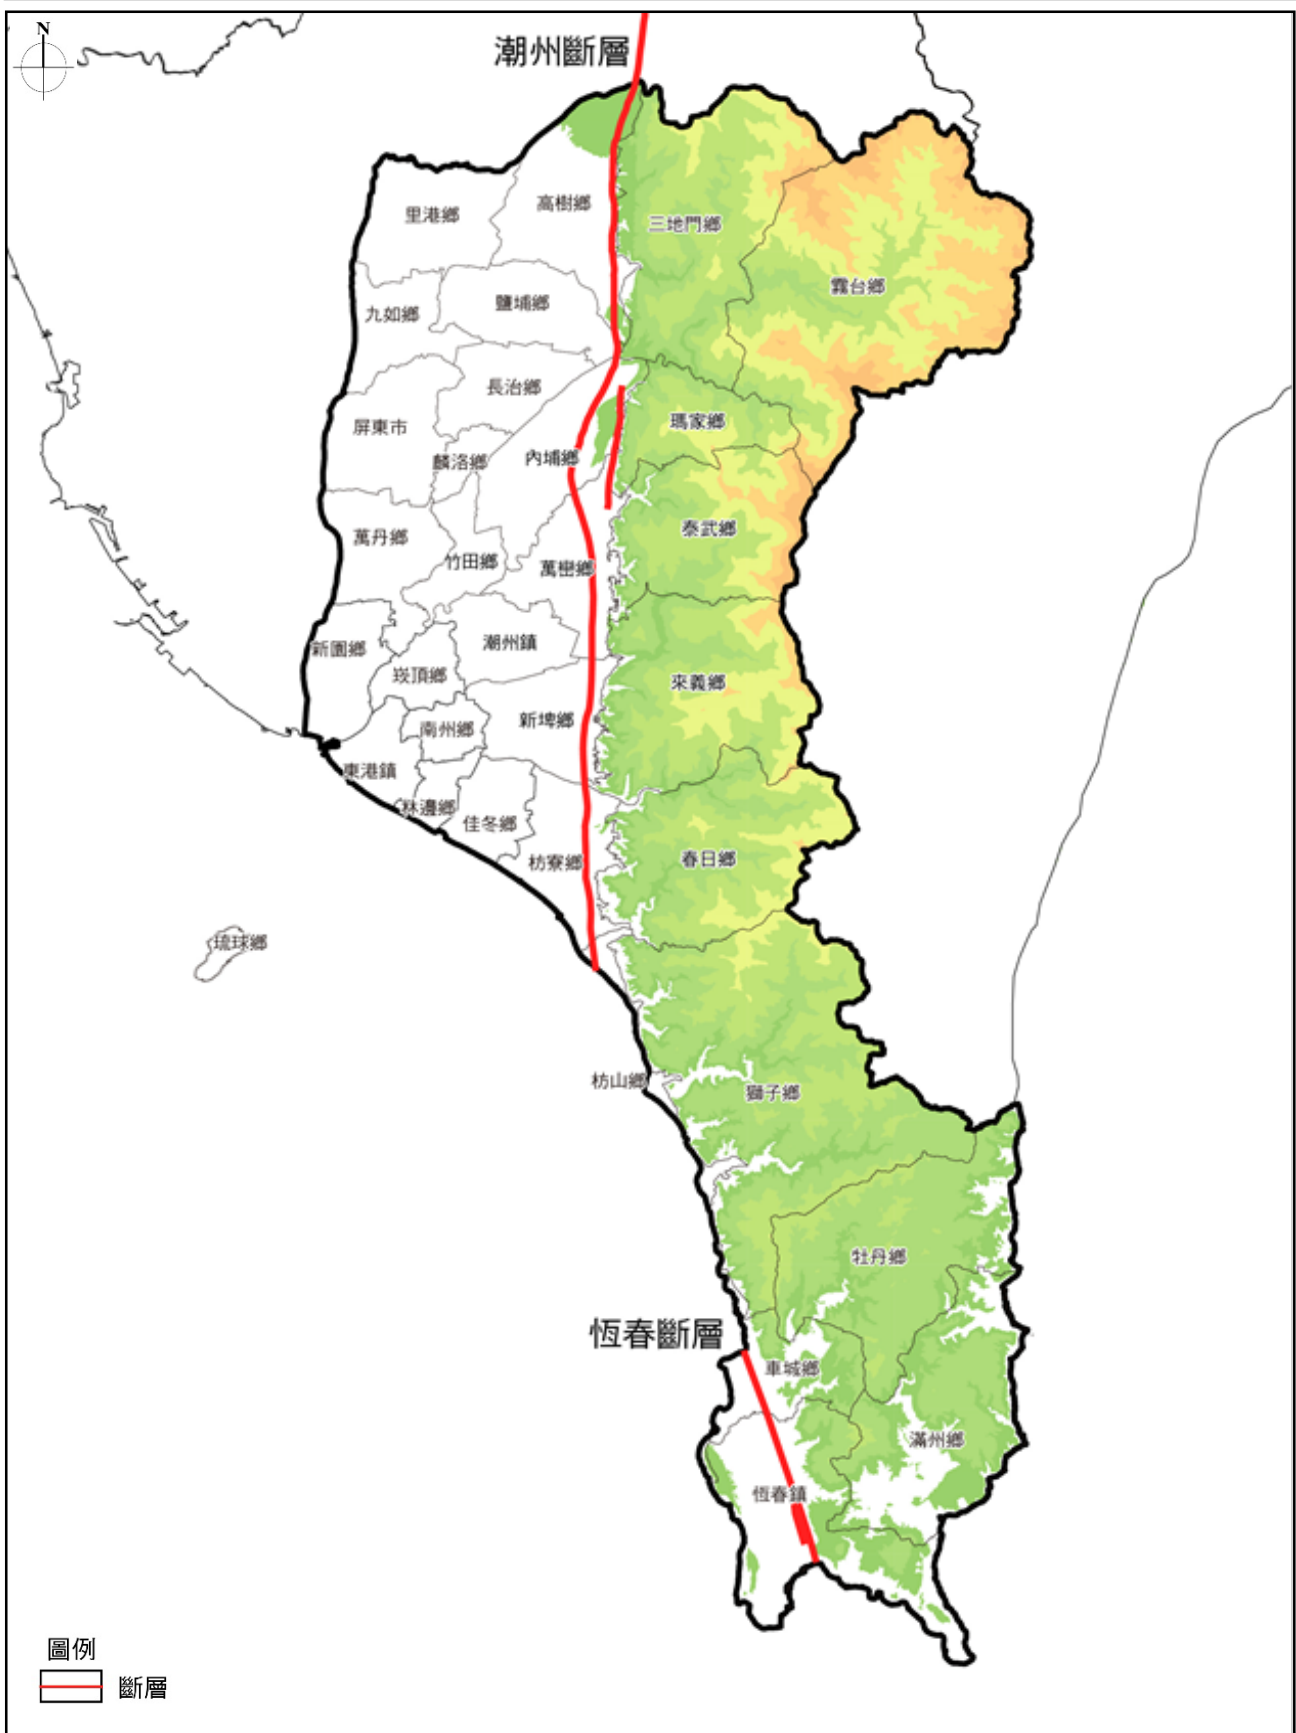 N
潮州斷層
高樹鄉
里港鄉
三地門鄉
霧台鄉
鹽埔鄉
九如鄉
長治鄉
瑪家鄉
屏東市
麟洛鄉
內埔鄉
泰武鄉
萬丹鄉
竹田鄉
萬巒鄉
潮州鎮
新園鄉
崁頂鄉
來義鄉
新埤鄉
南州鄉
東港鎮
林邊鄉
佳冬鄉
枋寮鄉
春日鄉
琉球鄉
枋山鄉
獅子鄉
牡丹鄉
恆春斷層
車城鄉
滿州鄉
恆春鎮
圖例
斷層